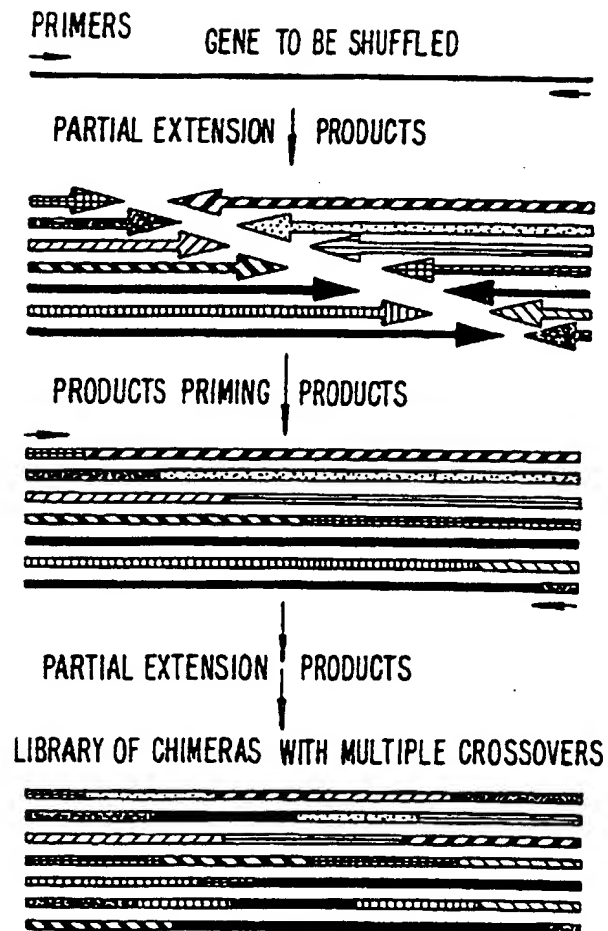 PRIMERS
GENE TO BE SHUFFLED
PARTIAL EXTENSION PRODUCTS
PRODUCTS PRIMING PRODUCTS
PARTIAL EXTENSION PRODUCTS
LIBRARY OF CHIMERAS WITH MULTIPLE CROSSOVERS